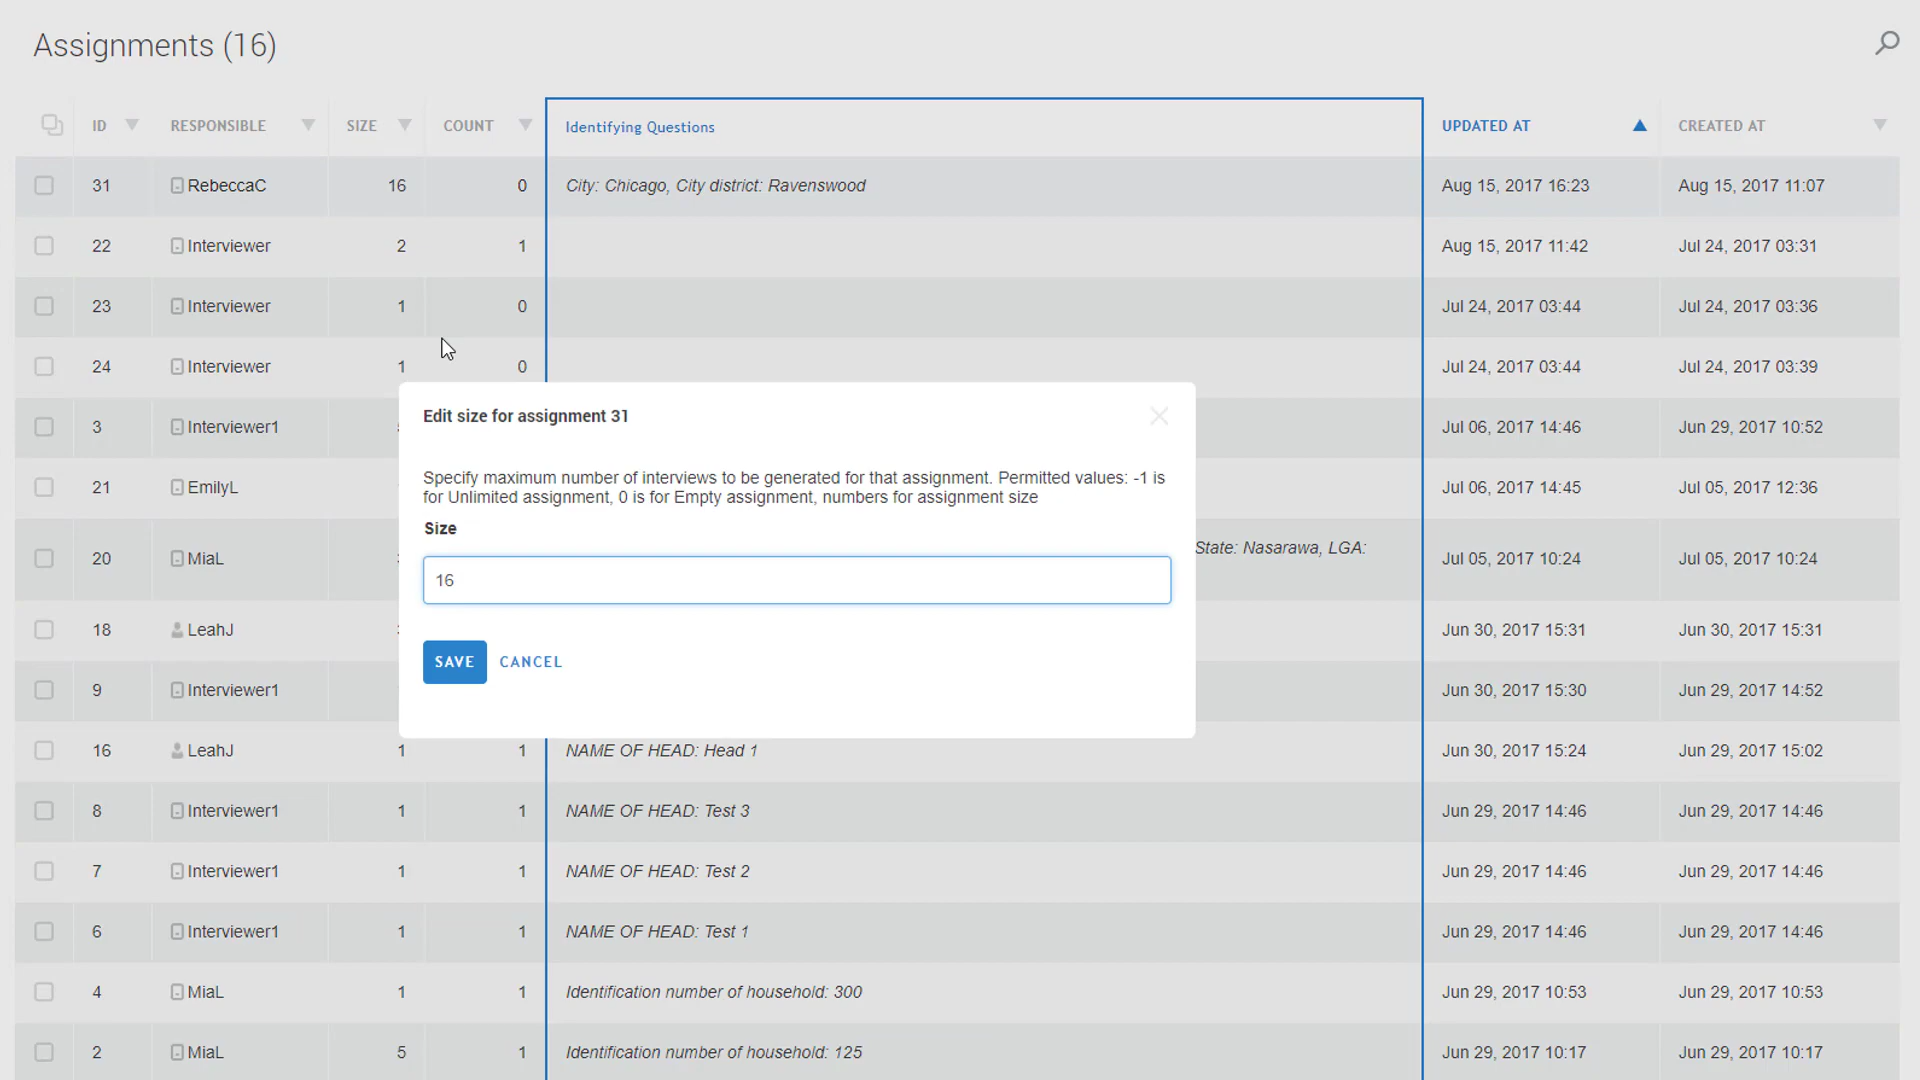 Assignments (16)
ID RESPONSIBLE SIZE COUNT Identifying Questions UPDATED AT CREATED AT
31 RebeccaC 16 0 City: Chicago, City district: Ravenswood Aug 15, 2017 16:23 Aug 15, 2017 11:07
22 Interviewer 2 1 Aug 15, 2017 11:42 Jul 24, 2017 03:31
23 Interviewer 1 0 Jul 24, 2017 03:44 Jul 24, 2017 03:36
24 Interviewer 1 0 Jul 24, 2017 03:44 Jul 24, 2017 03:39
3 Interviewer1 Jul 06, 2017 14:46 Jun 29, 2017 10:52
21 EmilyL Jul 06, 2017 14:45 Jul 05, 2017 12:36
20 MiaL State: Nasarawa, LGA: Jul 05, 2017 10:24 Jul 05, 2017 10:24
18 LeahJ Jun 30, 2017 15:31 Jun 30, 2017 15:31
9 Interviewer1 Jun 30, 2017 15:30 Jun 29, 2017 14:52
16 LeahJ 1 1 NAME OF HEAD: Head 1 Jun 30, 2017 15:24 Jun 29, 2017 15:02
8 Interviewer1 1 1 NAME OF HEAD: Test 3 Jun 29, 2017 14:46 Jun 29, 2017 14:46
7 Interviewer1 1 1 NAME OF HEAD: Test 2 Jun 29, 2017 14:46 Jun 29, 2017 14:46
6 Interviewer1 1 1 NAME OF HEAD: Test 1 Jun 29, 2017 14:46 Jun 29, 2017 14:46
4 MiaL 1 1 Identification number of household: 300 Jun 29, 2017 10:53 Jun 29, 2017 10:53
2 MiaL 5 1 Identification number of household: 125 Jun 29, 2017 10:17 Jun 29, 2017 10:17
Edit size for assignment 31
Specify maximum number of interviews to be generated for that assignment. Permitted values: -1 is
for Unlimited assignment, 0 is for Empty assignment, numbers for assignment size
Size
16
SAVE CANCEL